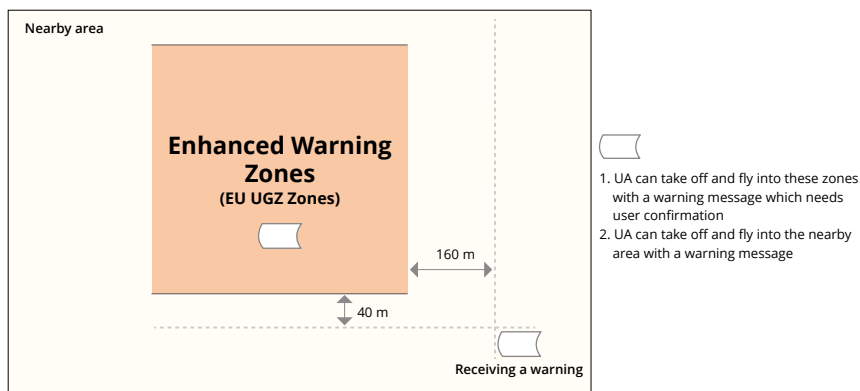 Nearby area
Enhanced Warning
Zones
(EU UGZ Zones)
160 m
40 m
Receiving a warning
1. UA can take off and fly into these zones
with a warning message which needs
user confirmation
2. UA can take off and fly into the nearby
area with a warning message